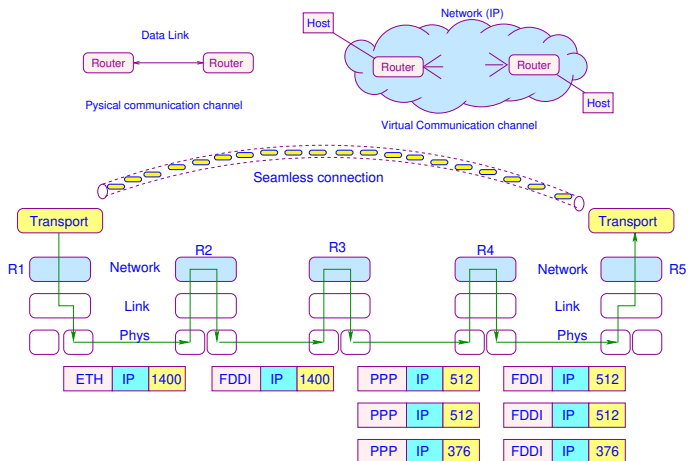 Network (IP)
Host
Data Link
Router
Router
Router
Router
Host
Pysical communication channel
Virtual Communication channel
Seamless connection
Transport
Transport
R2
R3
R4
R1
Network
Network
R5
Link
Link
Phys
Phys
ETH IP 1400
FDDI IP 1400
PPP IP 512
FDDI IP 512
PPP IP 512
FDDI IP 512
PPP IP 376
FDDI IP 376